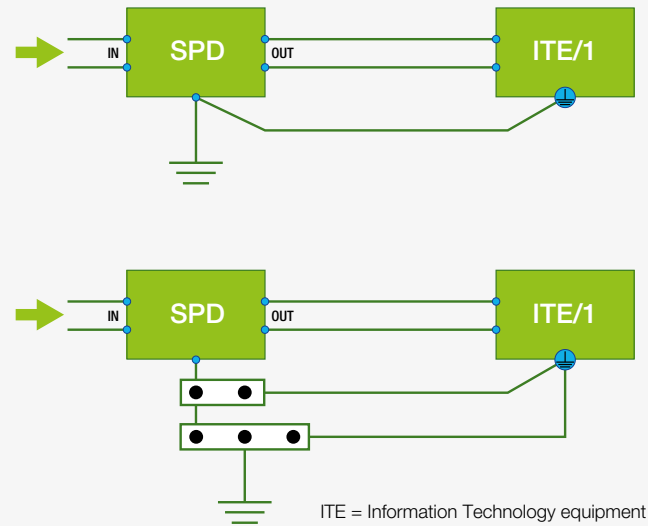 IN SPD OUT ITE/1
IN SPD OUT ITE/1
ITE = Information Technology equipment